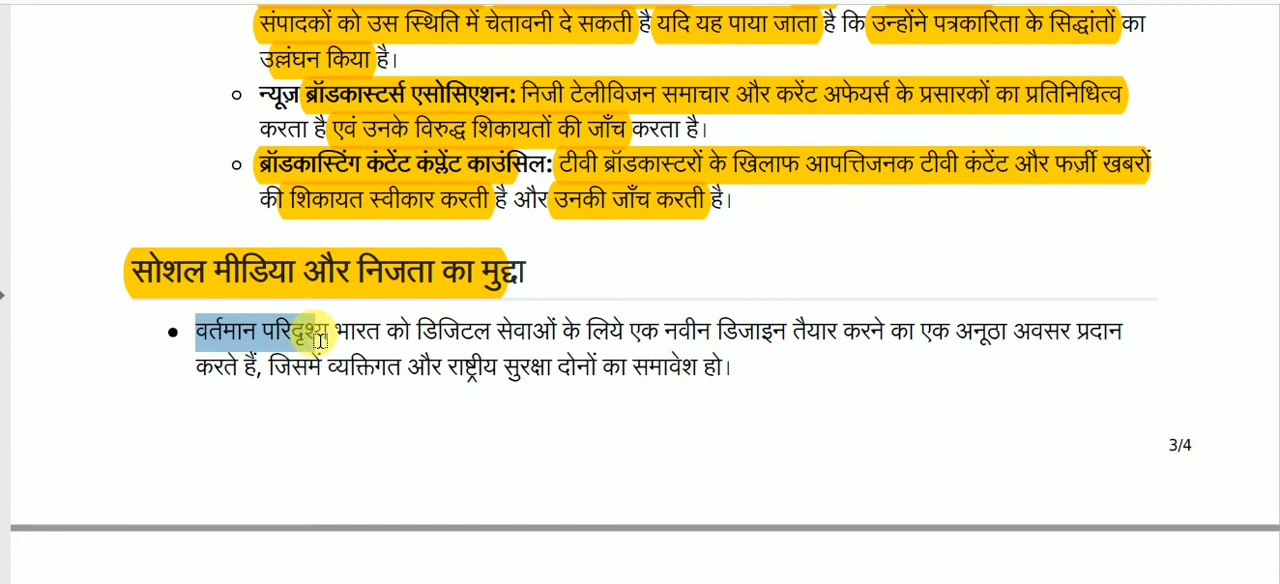 संपादकों को उस स्थिति में चेतावनी दे सकती है यदि यह पाया जाता है कि उन्होंने पत्रकारिता के सिद्धांतों का
उल्लंघन किया है।
न्यूज़ ब्रॉडकास्टर्स एसोसिएशन: निजी टेलीविजन समाचार और करेंट अफेयर्स के प्रसारकों का प्रतिनिधित्व
करता है एवं उनके विरुद्ध शिकायतों की जाँच करता है।
ब्रॉडकास्टिंग कंटेंट कंप्लेंट काउंसिल: टीवी ब्रॉडकास्टरों के खिलाफ आपत्तिजनक टीवी कंटेंट और फर्ज़ी खबरों
की शिकायत स्वीकार करती है और उनकी जाँच करती है।
सोशल मीडिया और निजता का मुद्दा
वर्तमान परिदृश्य भारत को डिजिटल सेवाओं के लिये एक नवीन डिजाइन तैयार करने का एक अनूठा अवसर प्रदान
करते हैं, जिसमें व्यक्तिगत और राष्ट्रीय सुरक्षा दोनों का समावेश हो।
3/4